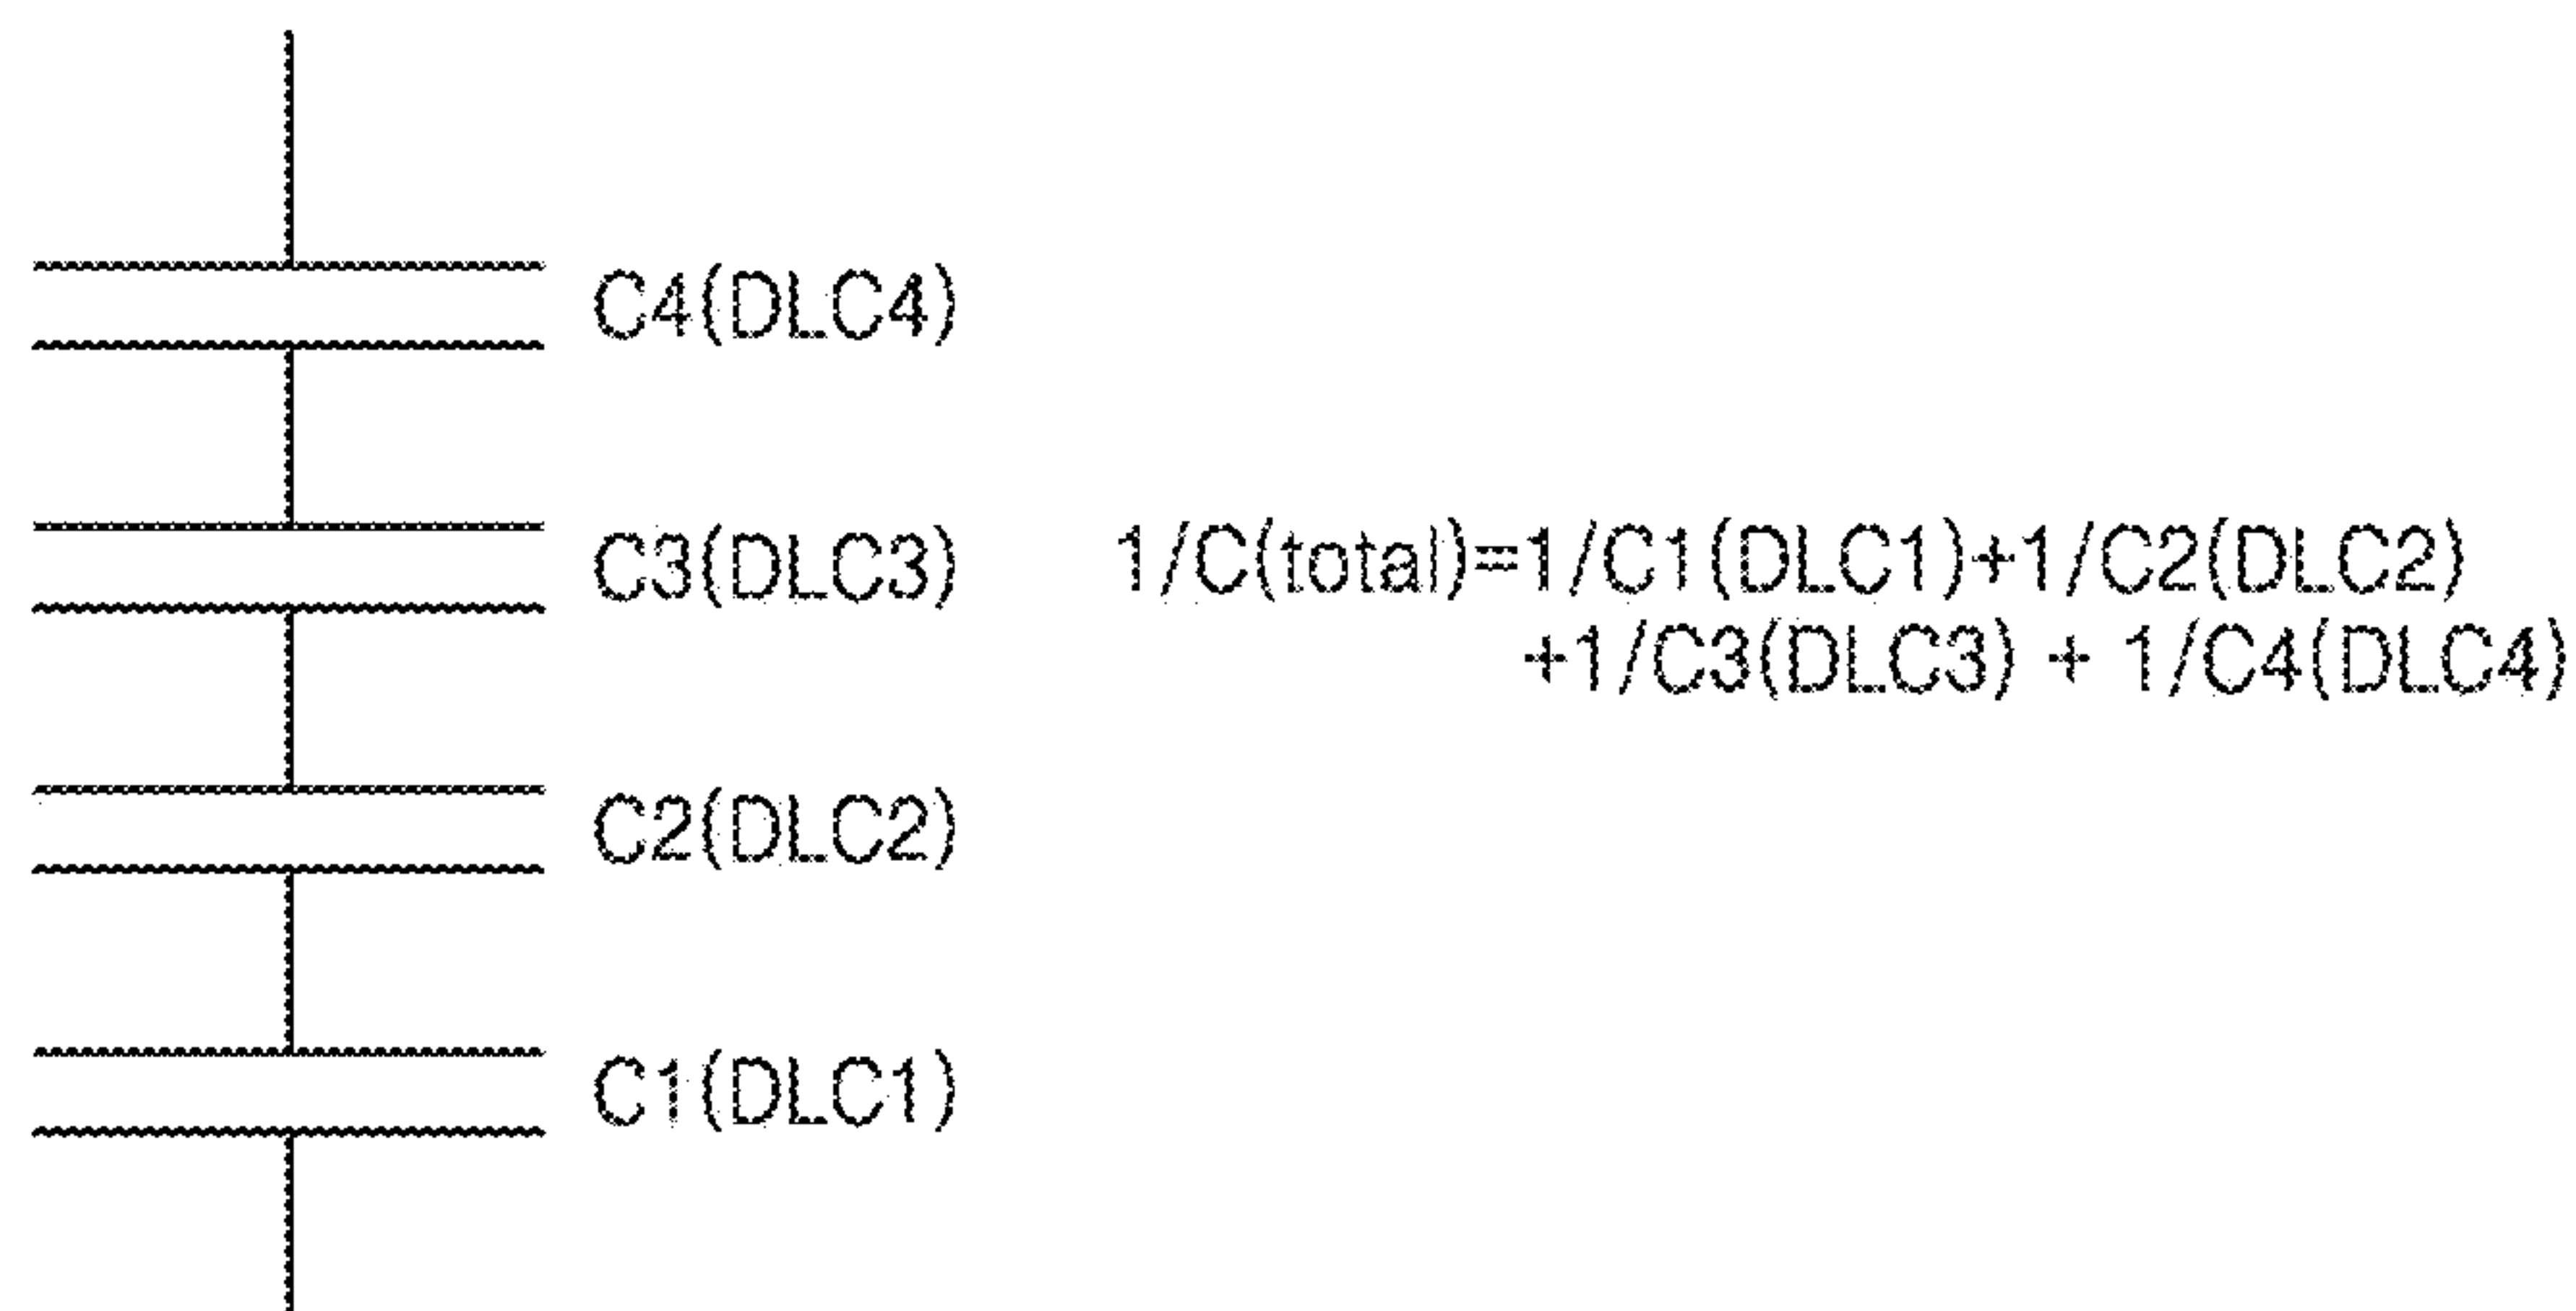 C4(DLC4)
C3(DLC3)
1/C(total)=1/C1(DLC1)+1/C2(DLC2)
+1/C3(DLC3) + 1/C4(DLC4)
C2(DLC2)
C1(DLC1)